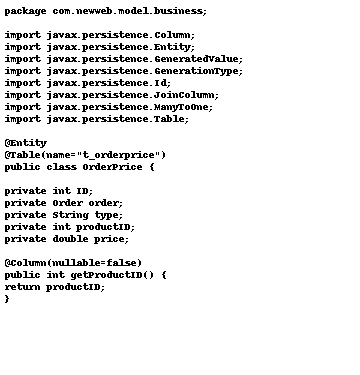 package com.newweb.model.business;
import javax.persistence.Column;
import javax.persistence.Entity;
import javax.persistence.GeneratedValue;
import javax.persistence.GenerationType;
import javax.persistence.Id;
import javax.persistence.JoinColumn;
import javax.persistence.ManyToOne;
import javax.persistence.Table;
@Entity
@Table(name="t_orderprice")
public class OrderPrice {
private int ID;
private Order order;
private String type;
private int productID;
private double price;
@Column(nullable=false)
public int getProductID() {
return productID;
}